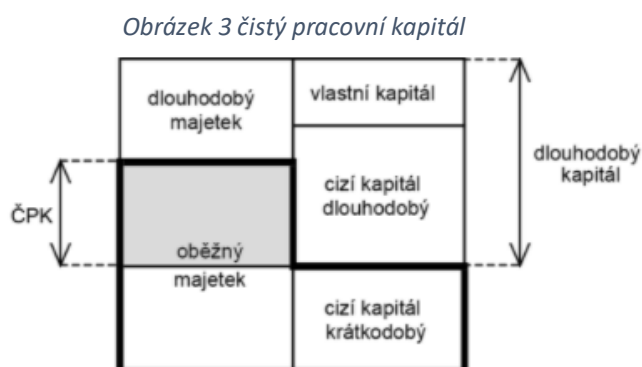 Obrázek 3 čistý pracovní kapitál
dlouhodobý
majetek
vlastní kapitál
dlouhodobý
kapitál
cizí kapitál
dlouhodobý
ČPK
oběžný
majetek
cizí kapitál
krátkodobý